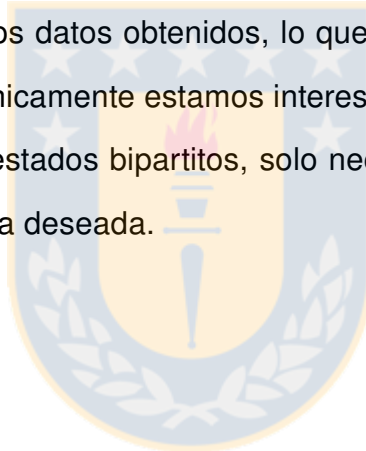 os datos obtenidos, lo que
nicamente estamos interes
estados bipartitos, solo nec
a deseada.